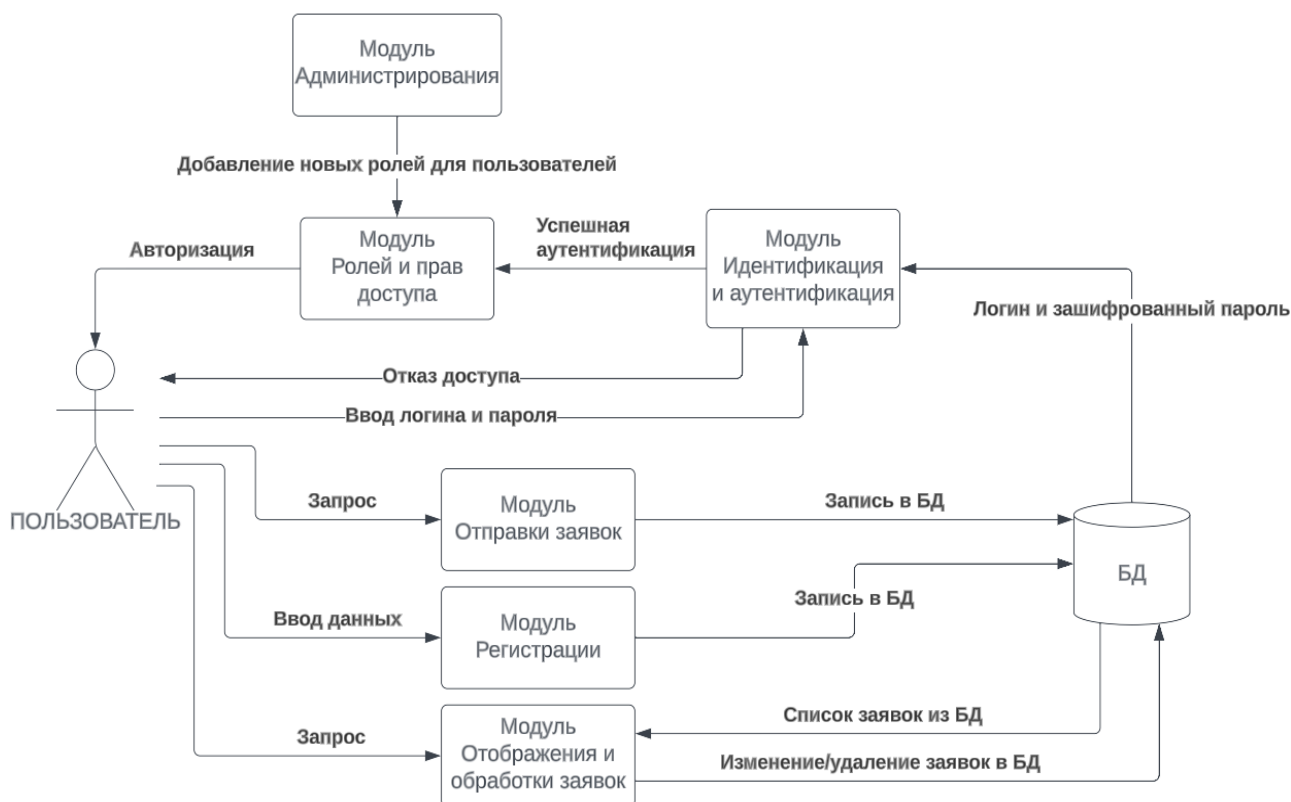 Модуль
Администрирования
Добавление новых ролей для пользователей
Успешная
аутентификация
Авторизация
Модуль
Ролей и прав
доступа
Модуль
Идентификация
и аутентификация
Логин и зашифрованный пароль
Отказ доступа
Ввод логина и пароля
ПОЛЬЗОВАТЕЛЬ
Запрос
Модуль
Отправки заявок
Запись в БД
БД
Ввод данных
Модуль
Регистрации
Запись в БД
Запрос
Модуль
Отображения и
обработки заявок
Список заявок из БД
Изменение/удаление заявок в БД